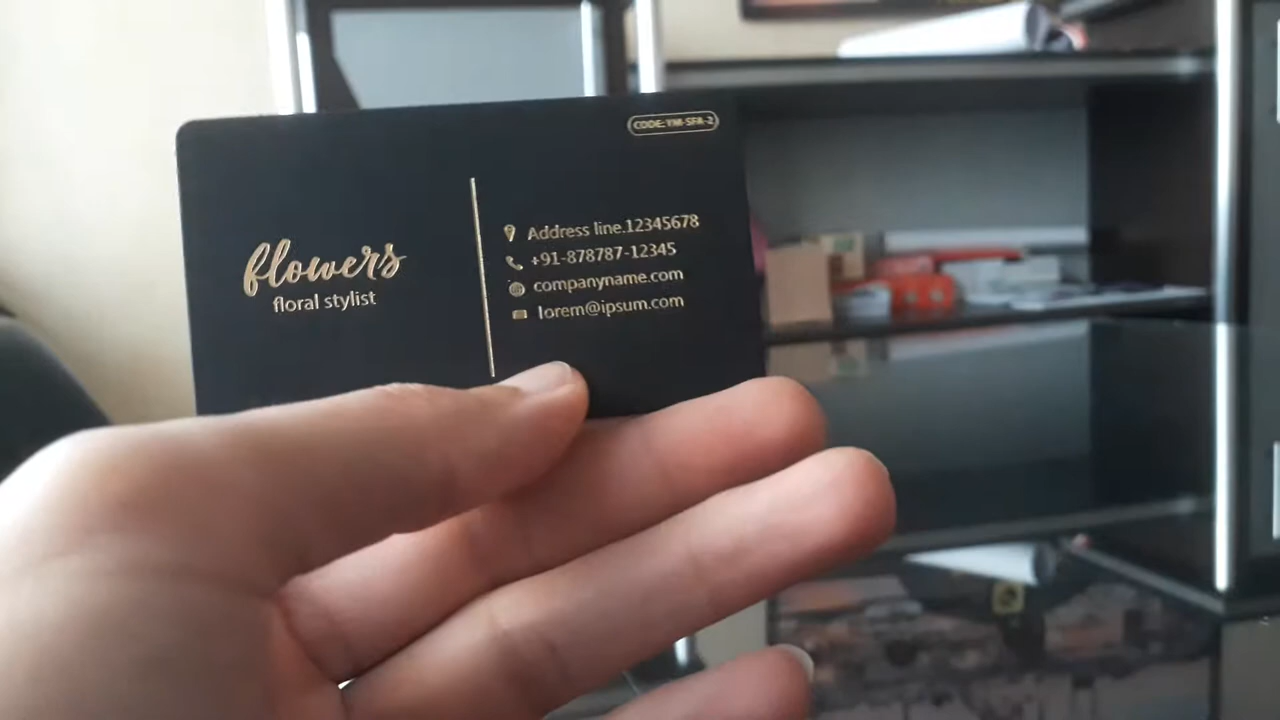 CODE: YM-SFA-2
flowers
floral stylist
Address line.12345678
+91-878787-12345
companyname.com
lorem@ipsum.com